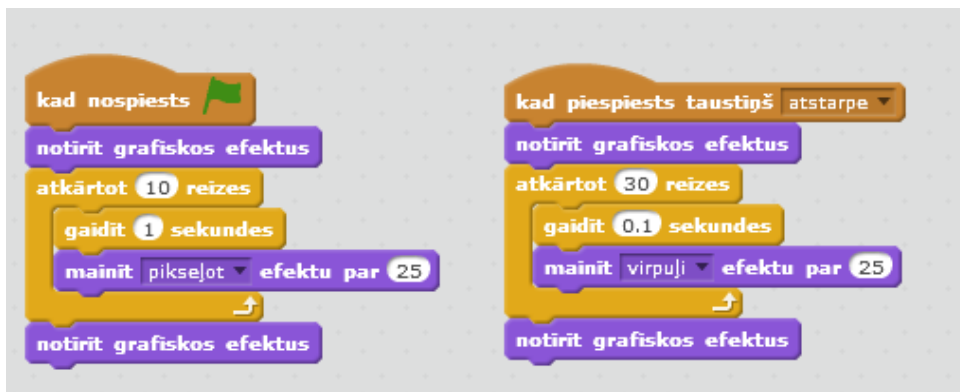 kad nospiests
notīrīt grafiskos efektus
atkārtot 10 reizes
gaidīt 1 sekundes
mainīt pikseļot efektu par 25
notīrīt grafiskos efektus
kad piespiests taustiņš atstarpe
notīrīt grafiskos efektus
atkārtot 30 reizes
gaidīt 0.1 sekundes
mainīt virpuļi efektu par 25
notīrīt grafiskos efektus